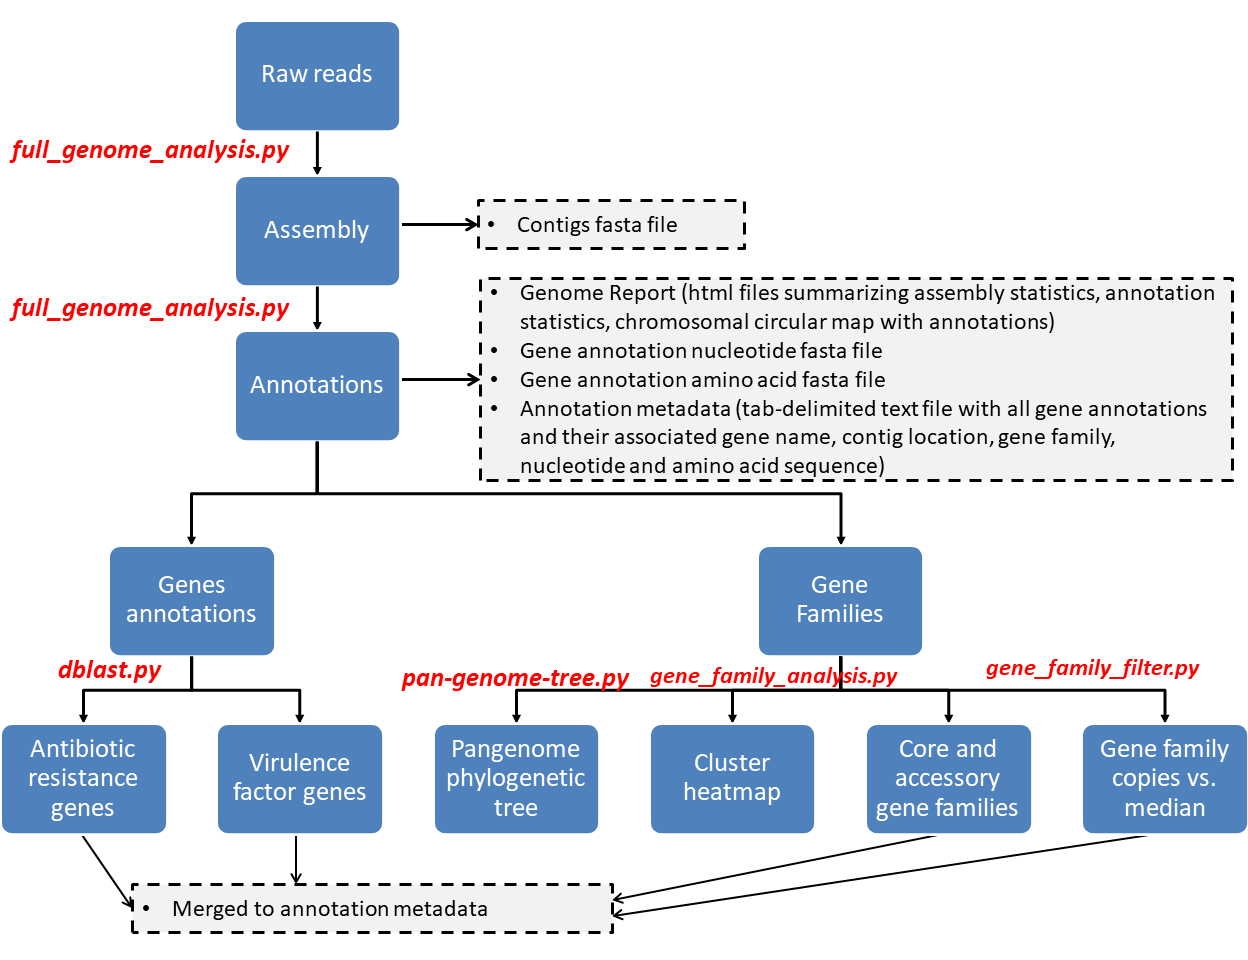 Raw reads
full_genome_analysis.py
Assembly
• Contigs fasta file
full_genome_analysis.py
Annotations
• Genome Report (html files summarizing assembly statistics, annotation
statistics, chromosomal circular map with annotations)
• Gene annotation nucleotide fasta file
• Gene annotation amino acid fasta file
• Annotation metadata (tab-delimited text file with all gene annotations
and their associated gene name, contig location, gene family,
nucleotide and amino acid sequence)
Genes
annotations
Gene
Families
dblast.py
pan-genome-tree.py
gene_family_analysis.py
gene_family_filter.py
Antibiotic
resistance
genes
Virulence
factor genes
Pangenome
phylogenetic
tree
Cluster
heatmap
Core and
accessory
gene families
Gene family
copies vs.
median
• Merged to annotation metadata